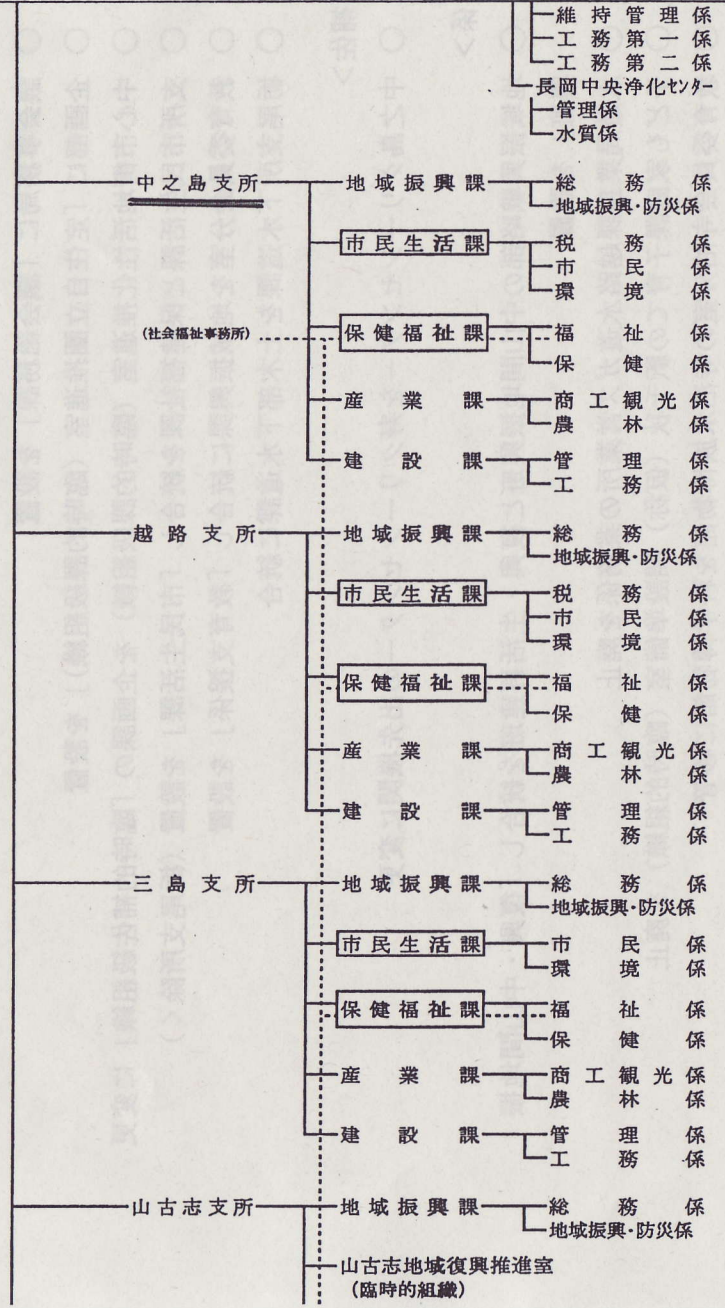 維持管理係
工務第一係
工務第二係
長岡中央浄化センター
管理係
水質係
中之島支所 地域振興課 総務係
地域振興・防災係
市民生活課 税務係
市民係
環境係
(社会福祉事務所) 保健福祉課 福祉係
保健係
産業課 商工観光係
農林係
建設課 管理係
工務係
越路支所 地域振興課 総務係
地域振興・防災係
市民生活課 税務係
市民係
環境係
保健福祉課 福祉係
保健係
産業課 商工観光係
農林係
建設課 管理係
工務係
三島支所 地域振興課 総務係
地域振興・防災係
市民生活課 市民係
環境係
保健福祉課 福祉係
保健係
産業課 商工観光係
農林係
建設課 管理係
工務係
山古志支所 地域振興課 総務係
地域振興・防災係
山古志地域復興推進室
(臨時的組織)